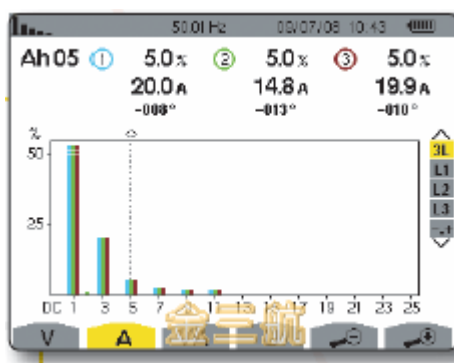 50.01 Hz 09/07/08 10:43
Ah 05 1 5.0% 2 5.0% 3 5.0%
20.0 A 14.8 A 19.9 A
-008° -013° -010°
%
50
25
3L
L1
L2
L3
-.+
DC 1 3 5 7 9 11 13 15 17 19 21 23 25
V A
金三航